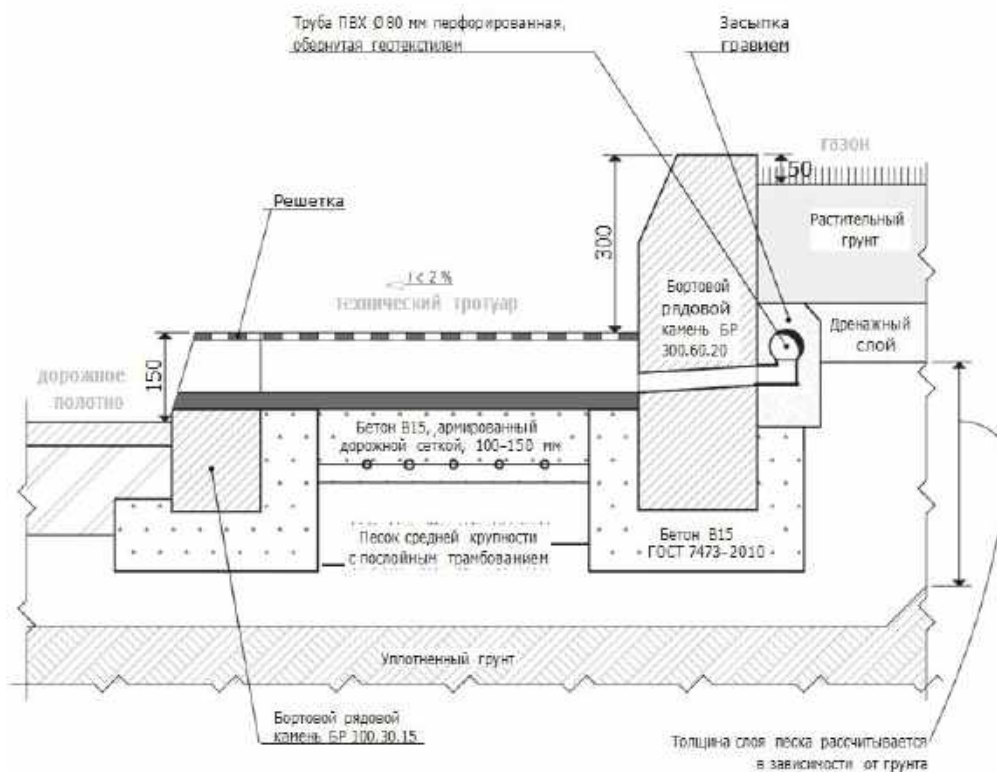 Труба ПВХ Ø 80 мм перфорированная,
обернутая геотекстилем
Засыпка
гравием
газон
50
Решетка
300
Растительный
грунт
i < 2 %
технический тротуар
Бортовой
рядовой
камень БР
300.60.20
Дренажный
слой
150
дорожное
полотно
Бетон В15, армированный
дорожной сеткой, 100–150 мм
Песок средней крупности
с послойным трамбованием
Бетон В15
ГОСТ 7473–2010
Уплотненный грунт
Бортовой рядовой
камень БР 100.30.15
Толщина слоя песка рассчитывается
в зависимости от грунта